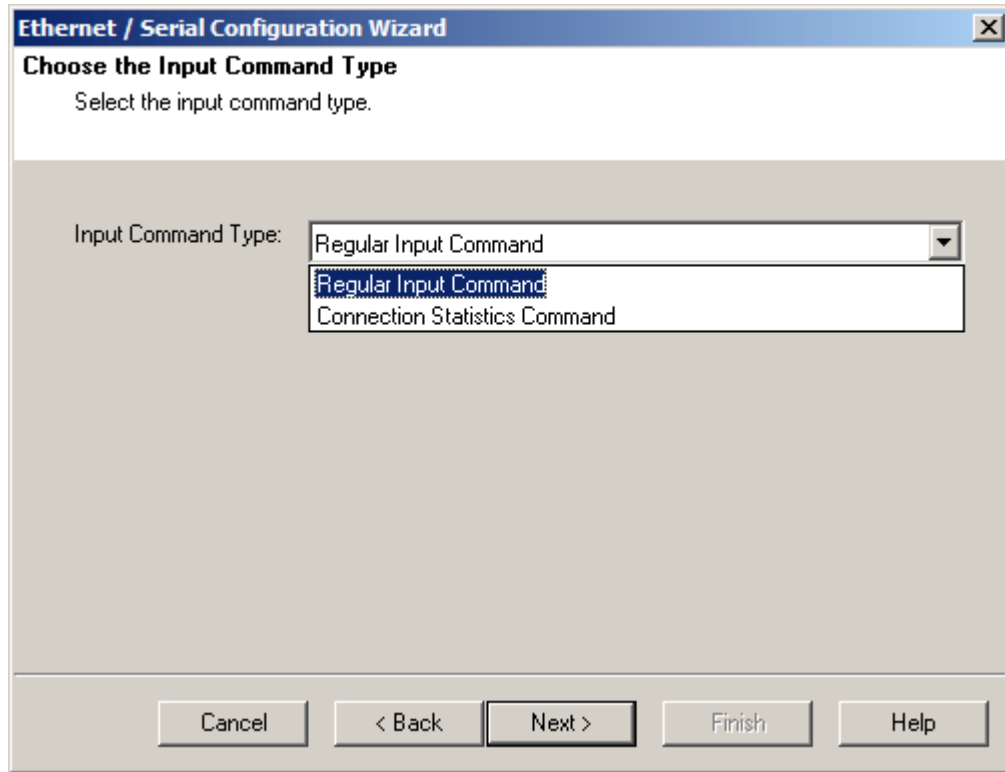 Ethernet / Serial Configuration Wizard
Choose the Input Command Type
Select the input command type.
Input Command Type: Regular Input Command
Regular Input Command
Connection Statistics Command
Cancel < Back Next > Finish Help